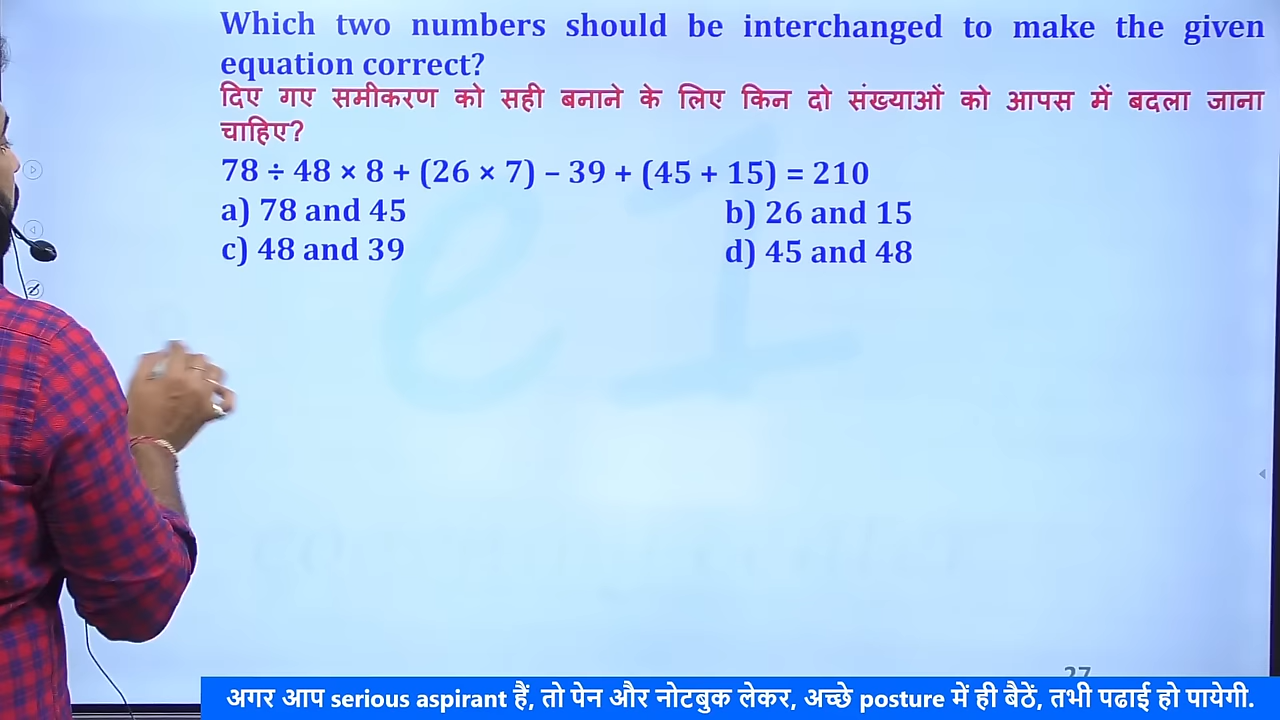 Which two numbers should be interchanged to make the given
equation correct?
दिए गए समीकरण को सही बनाने के लिए किन दो संख्याओं को आपस में बदला जाना
चाहिए?
78 ÷ 48 × 8 + (26 × 7) – 39 + (45 + 15) = 210
a) 78 and 45 b) 26 and 15
c) 48 and 39 d) 45 and 48
27
अगर आप serious aspirant हैं, तो पेन और नोटबुक लेकर, अच्छे posture में ही बैठें, तभी पढाई हो पायेगी.